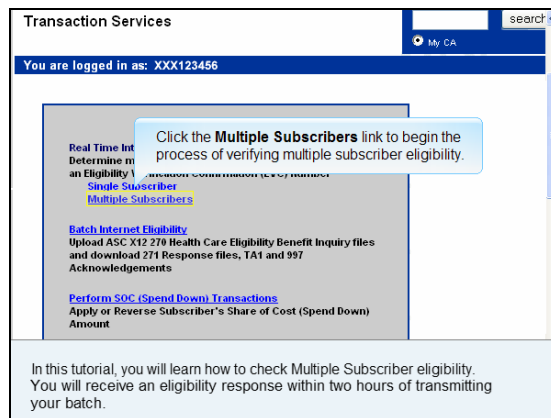 Transaction Services
search
My CA
You are logged in as: XXX123456
Real Time Int
Determine m
an Eligibility
number
Single Subscriber
Multiple Subscribers
Click the Multiple Subscribers link to begin the
process of verifying multiple subscriber eligibility.
Batch Internet Eligibility
Upload ASC X12 270 Health Care Eligibility Benefit Inquiry files
and download 271 Response files, TA1 and 997
Acknowledgements
Perform SOC (Spend Down) Transactions
Apply or Reverse Subscriber's Share of Cost (Spend Down)
Amount
In this tutorial, you will learn how to check Multiple Subscriber eligibility.
You will receive an eligibility response within two hours of transmitting
your batch.